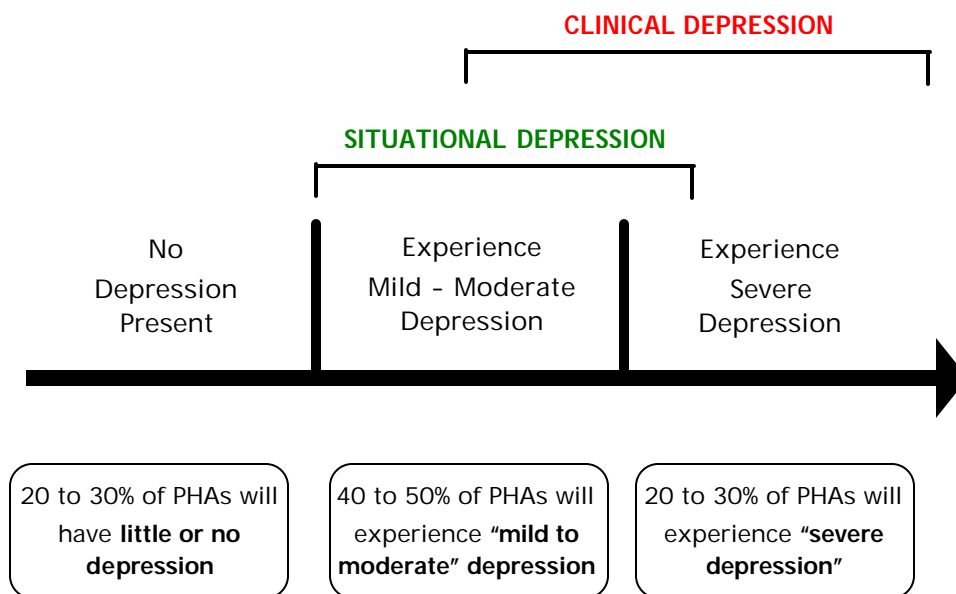 CLINICAL DEPRESSION
SITUATIONAL DEPRESSION
No
Depression
Present
Experience
Mild - Moderate
Depression
Experience
Severe
Depression
20 to 30% of PHAs will
have little or no
depression
40 to 50% of PHAs will
experience “mild to
moderate” depression
20 to 30% of PHAs will
experience “severe
depression”